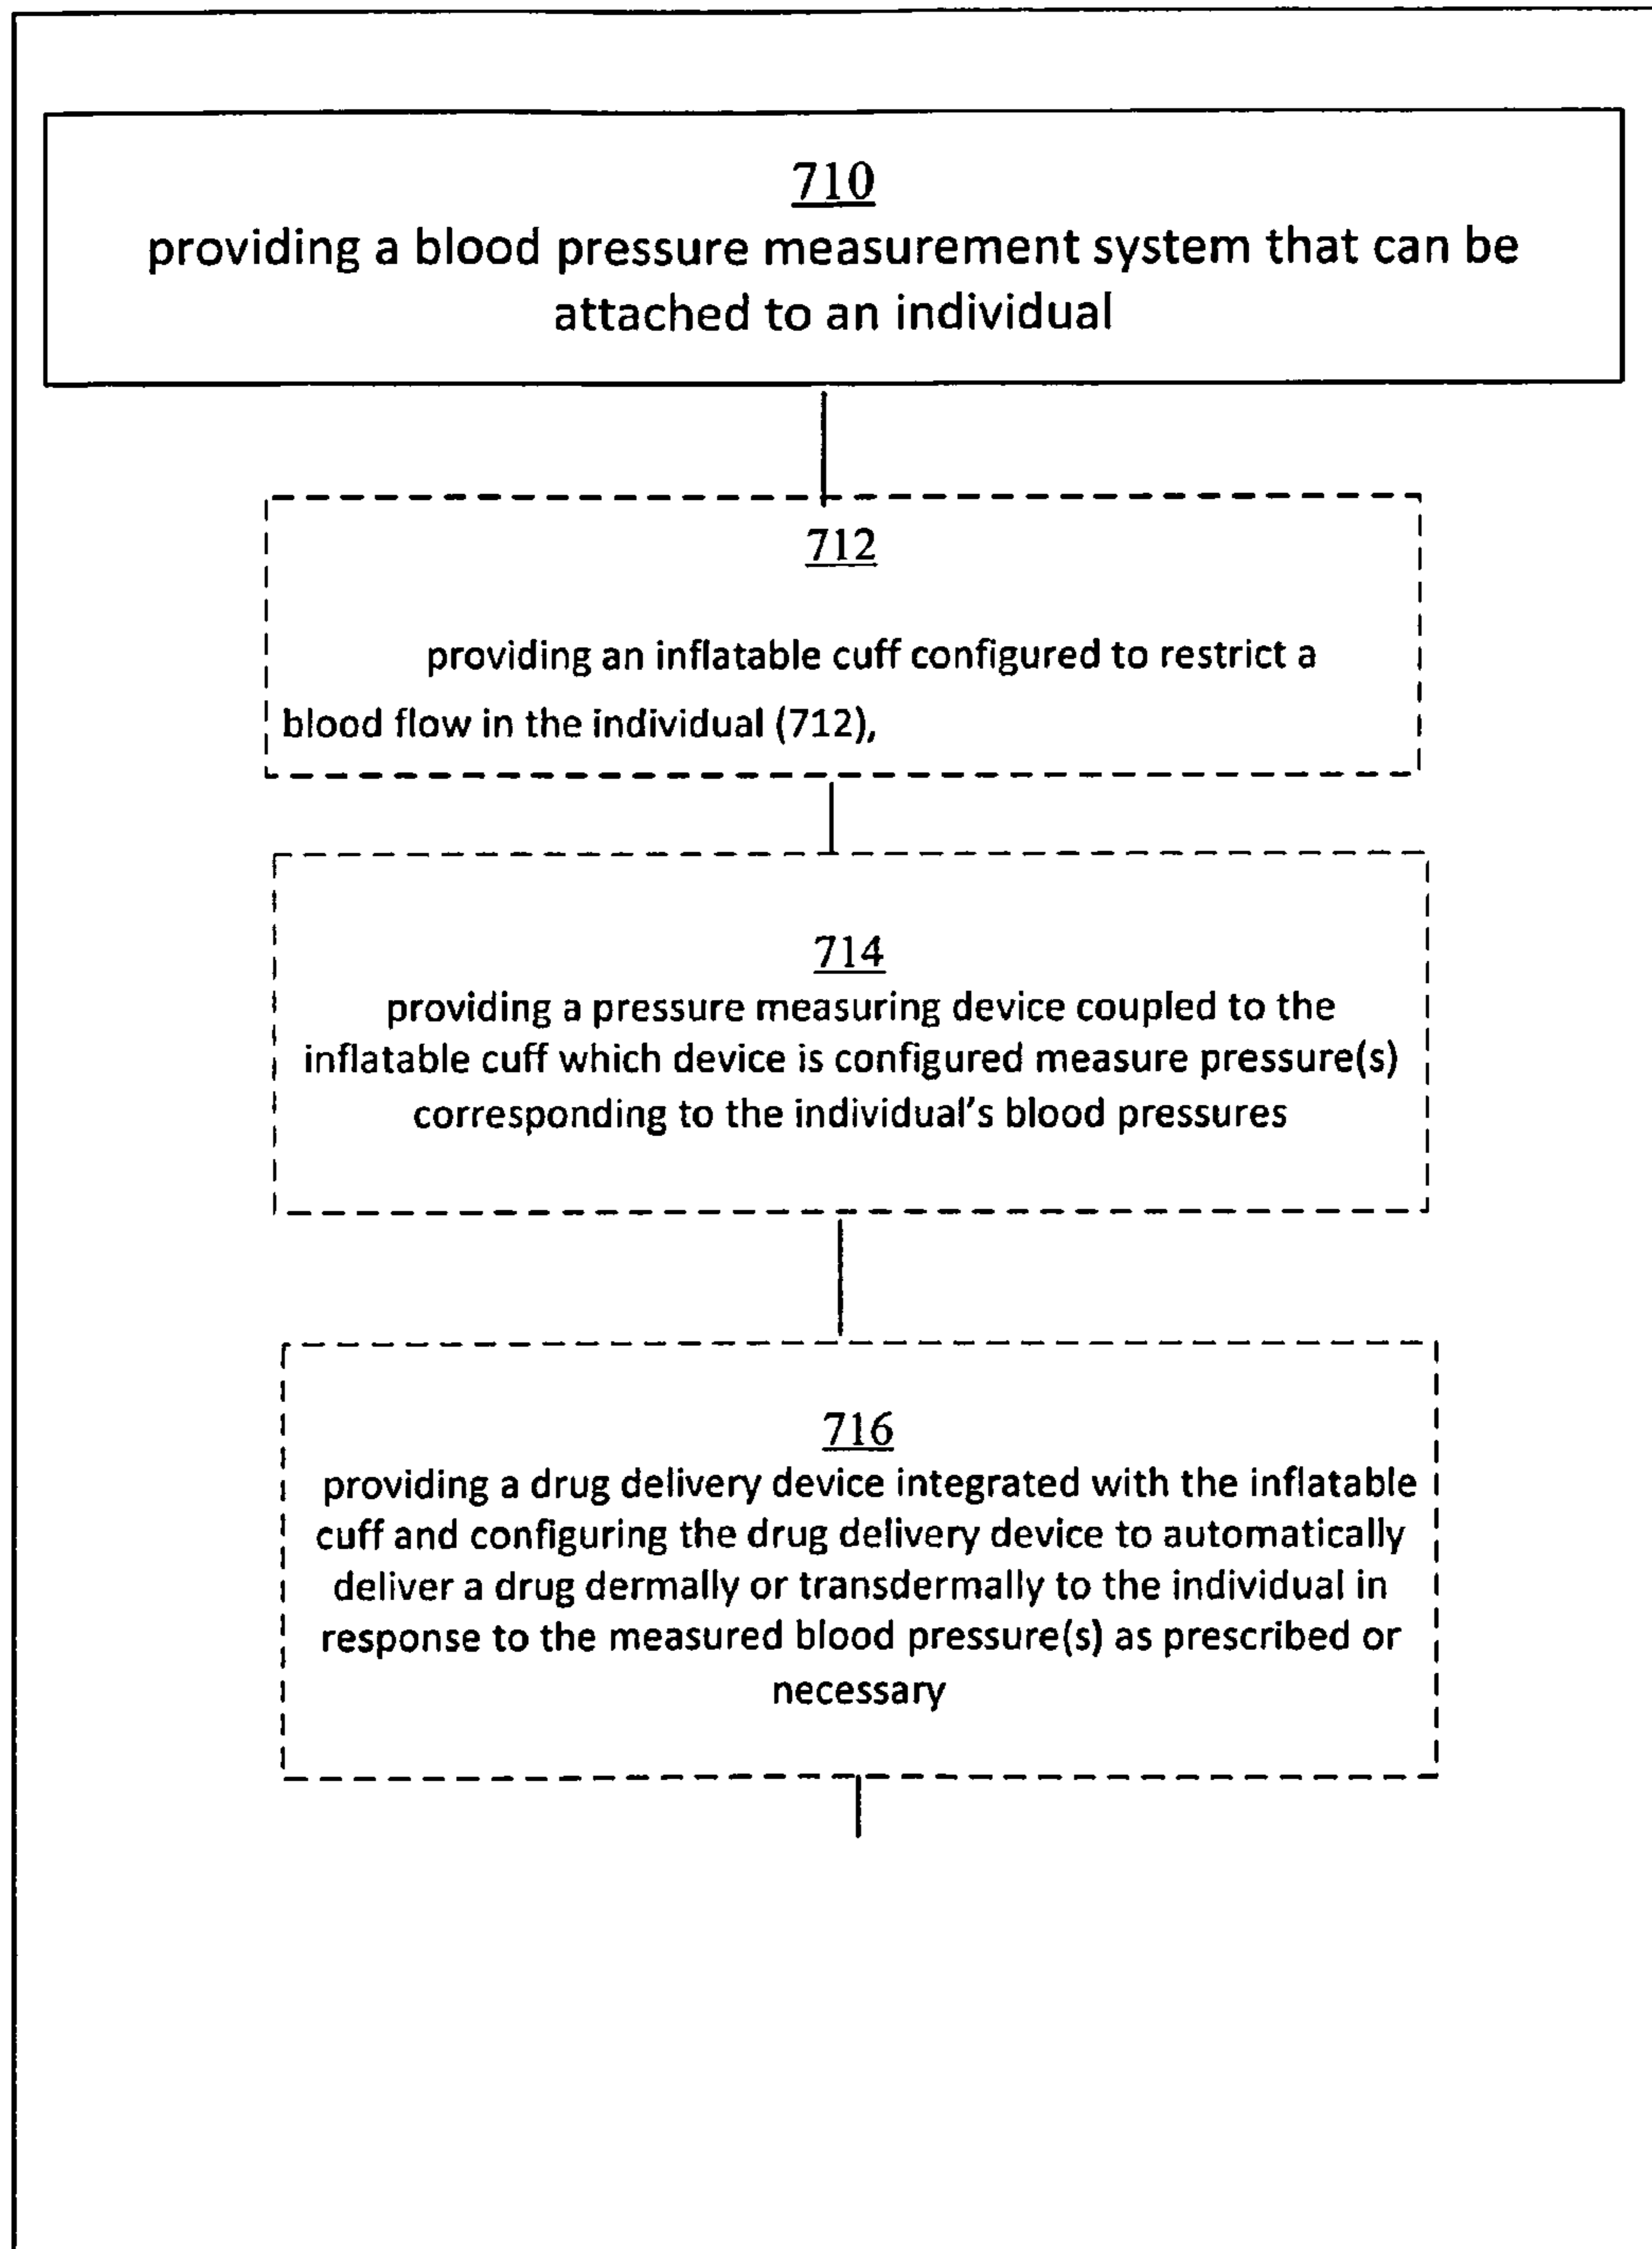 710
providing a blood pressure measurement system that can be
attached to an individual
712
providing an inflatable cuff configured to restrict a
blood flow in the individual (712),
714
providing a pressure measuring device coupled to the
inflatable cuff which device is configured measure pressure(s)
corresponding to the individual's blood pressures
716
providing a drug delivery device integrated with the inflatable
cuff and configuring the drug delivery device to automatically
deliver a drug dermally or transdermally to the individual in
response to the measured blood pressure(s) as prescribed or
necessary